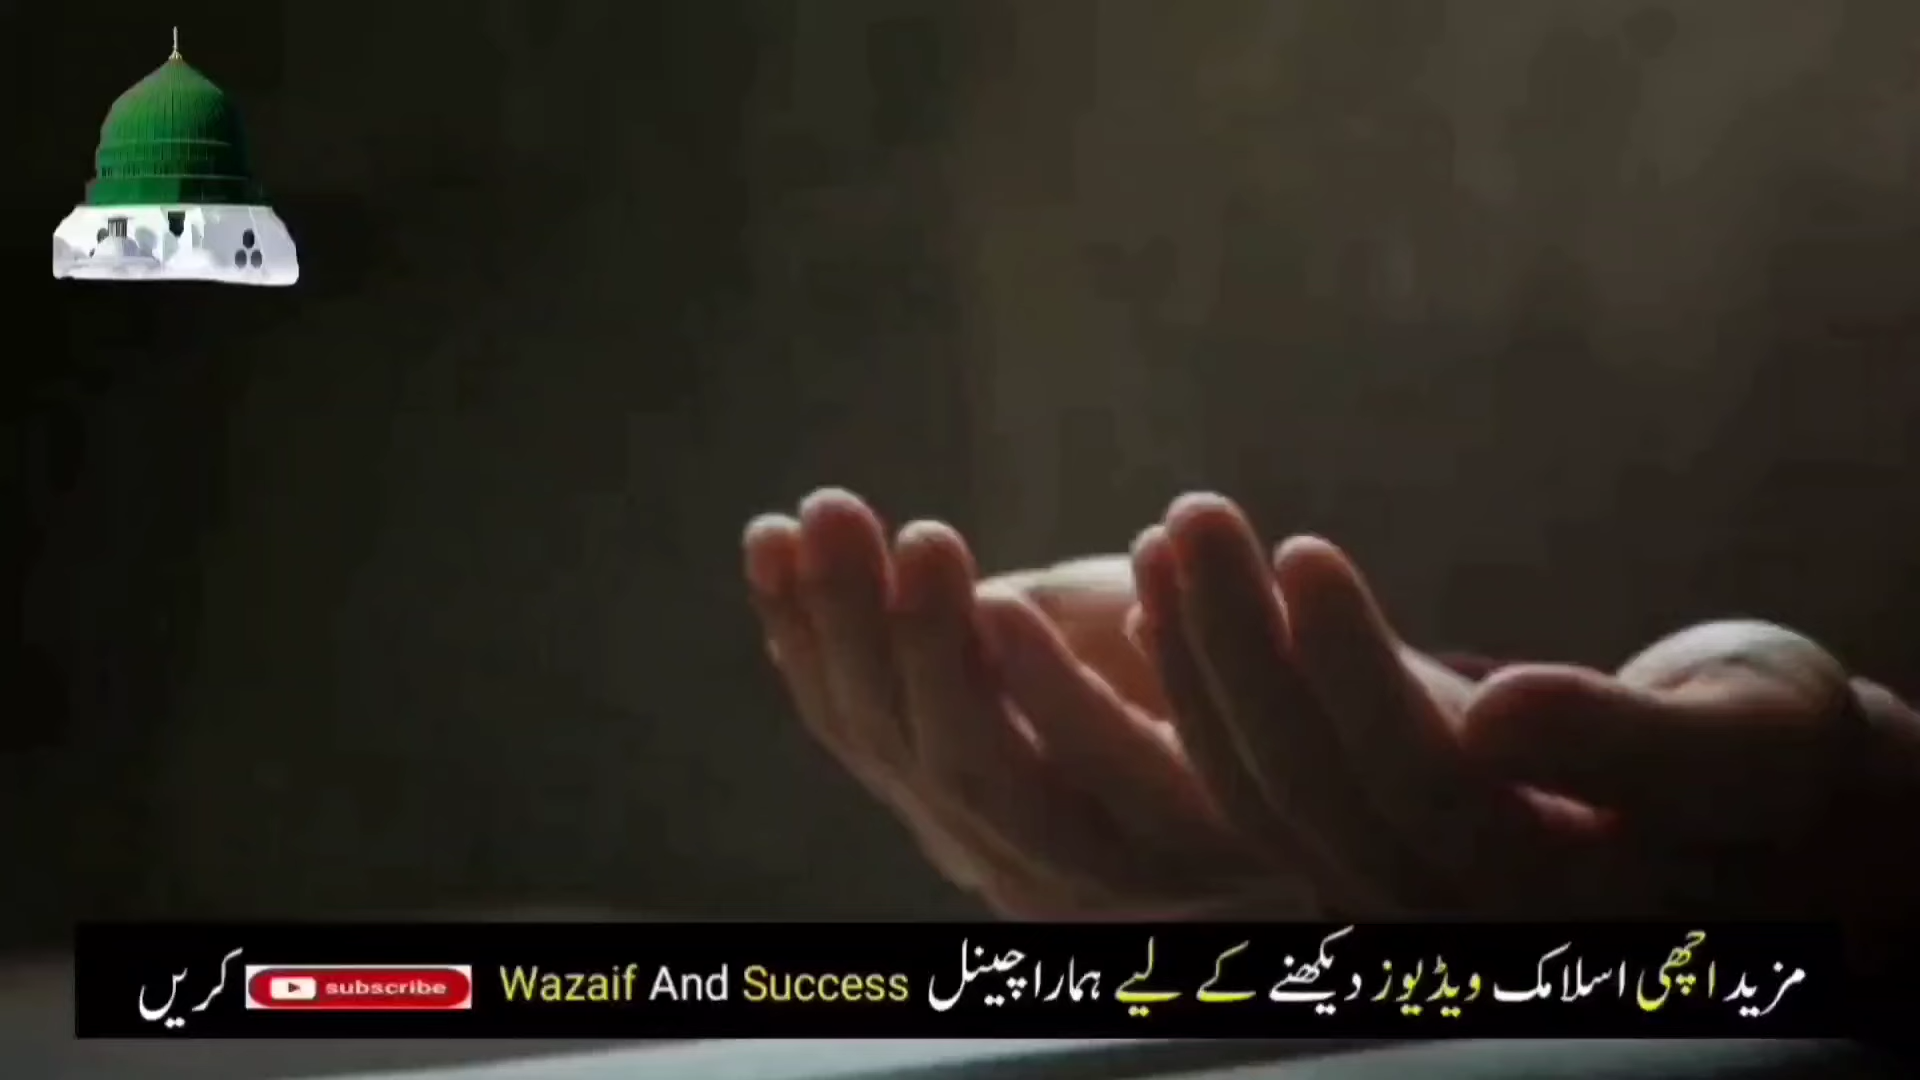 مزید اچھی اسلامک ویڈیوز دیکھنے کے لیے ہمارا چینل Wazaif And Success subscribe کریں